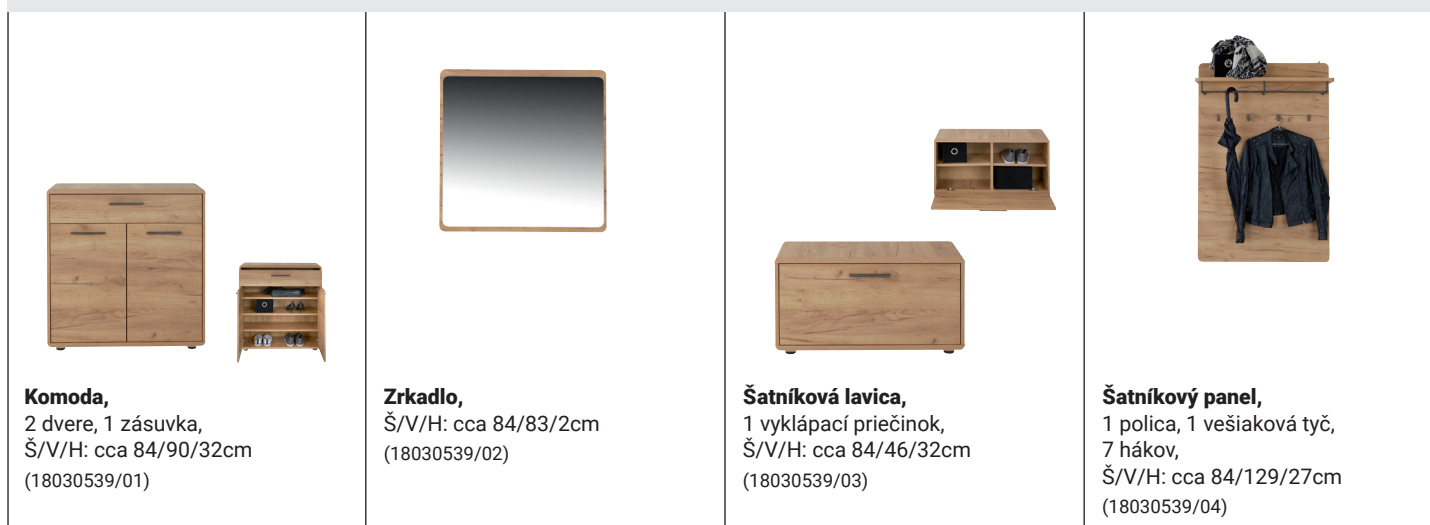 Komoda,
2 dvere, 1 zásuvka,
Š/V/H: cca 84/90/32cm
(18030539/01)
Zrkadlo,
Š/V/H: cca 84/83/2cm
(18030539/02)
Šatníková lavica,
1 vyklápací priečinok,
Š/V/H: cca 84/46/32cm
(18030539/03)
Šatníkový panel,
1 polica, 1 vešiaková tyč,
7 hákov,
Š/V/H: cca 84/129/27cm
(18030539/04)